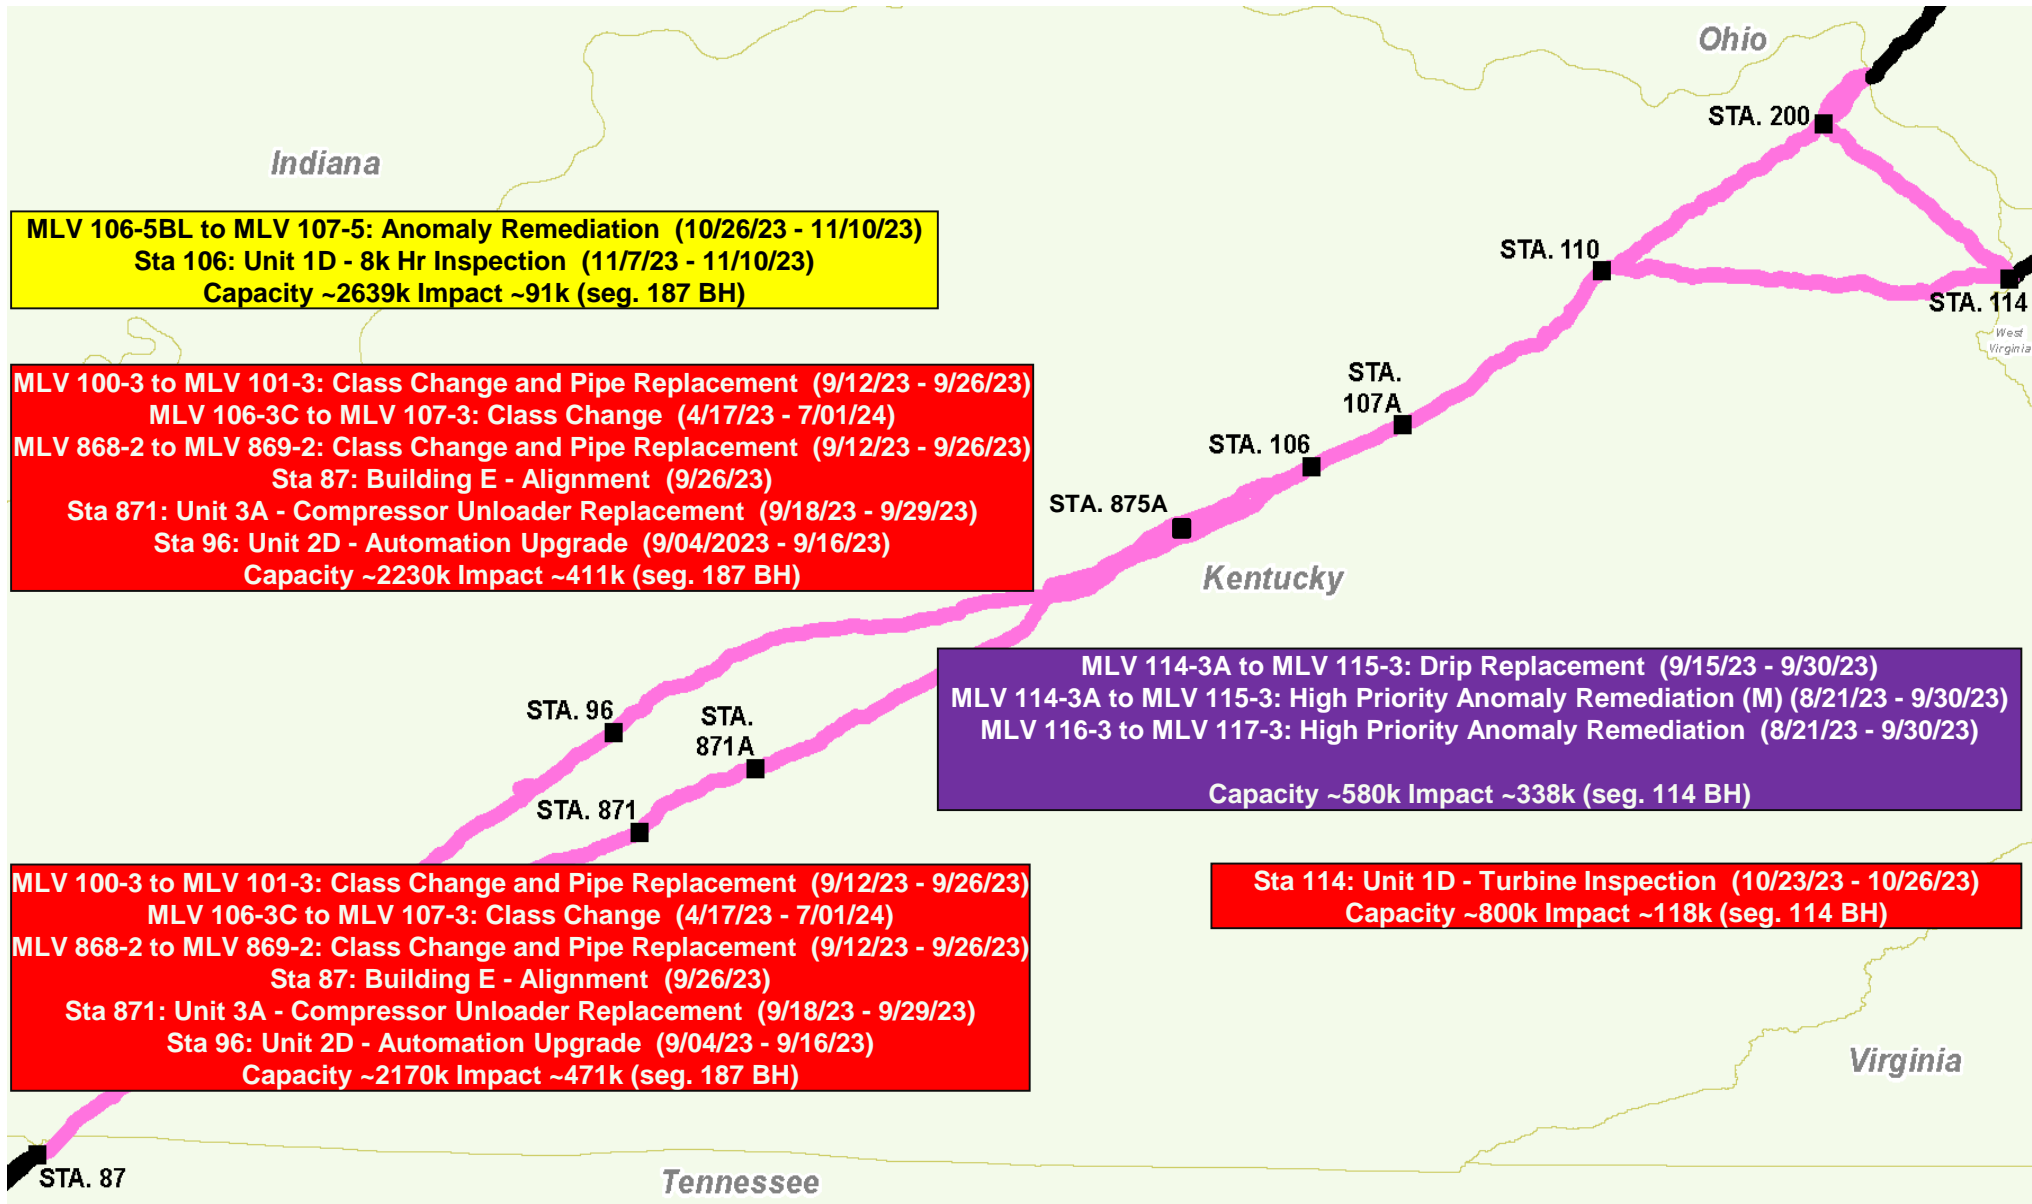 Ohio
STA. 200
Indiana
MLV 106-5BL to MLV 107-5: Anomaly Remediation (10/26/23 - 11/10/23)
Sta 106: Unit 1D - 8k Hr Inspection (11/7/23 - 11/10/23)
Capacity ~2639k Impact ~91k (seg. 187 BH)
STA. 110
STA. 114
West
Virginia
MLV 100-3 to MLV 101-3: Class Change and Pipe Replacement (9/12/23 - 9/26/23)
MLV 106-3C to MLV 107-3: Class Change (4/17/23 - 7/01/24)
MLV 868-2 to MLV 869-2: Class Change and Pipe Replacement (9/12/23 - 9/26/23)
Sta 87: Building E - Alignment (9/26/23)
Sta 871: Unit 3A - Compressor Unloader Replacement (9/18/23 - 9/29/23)
Sta 96: Unit 2D - Automation Upgrade (9/04/2023 - 9/16/23)
Capacity ~2230k Impact ~411k (seg. 187 BH)
STA.
107A
STA. 106
STA. 875A
Kentucky
MLV 114-3A to MLV 115-3: Drip Replacement (9/15/23 - 9/30/23)
MLV 114-3A to MLV 115-3: High Priority Anomaly Remediation (M) (8/21/23 - 9/30/23)
MLV 116-3 to MLV 117-3: High Priority Anomaly Remediation (8/21/23 - 9/30/23)
Capacity ~580k Impact ~338k (seg. 114 BH)
STA. 96
STA.
871A
STA. 871
MLV 100-3 to MLV 101-3: Class Change and Pipe Replacement (9/12/23 - 9/26/23)
MLV 106-3C to MLV 107-3: Class Change (4/17/23 - 7/01/24)
MLV 868-2 to MLV 869-2: Class Change and Pipe Replacement (9/12/23 - 9/26/23)
Sta 87: Building E - Alignment (9/26/23)
Sta 871: Unit 3A - Compressor Unloader Replacement (9/18/23 - 9/29/23)
Sta 96: Unit 2D - Automation Upgrade (9/04/23 - 9/16/23)
Capacity ~2170k Impact ~471k (seg. 187 BH)
Sta 114: Unit 1D - Turbine Inspection (10/23/23 - 10/26/23)
Capacity ~800k Impact ~118k (seg. 114 BH)
Virginia
STA. 87
Tennessee